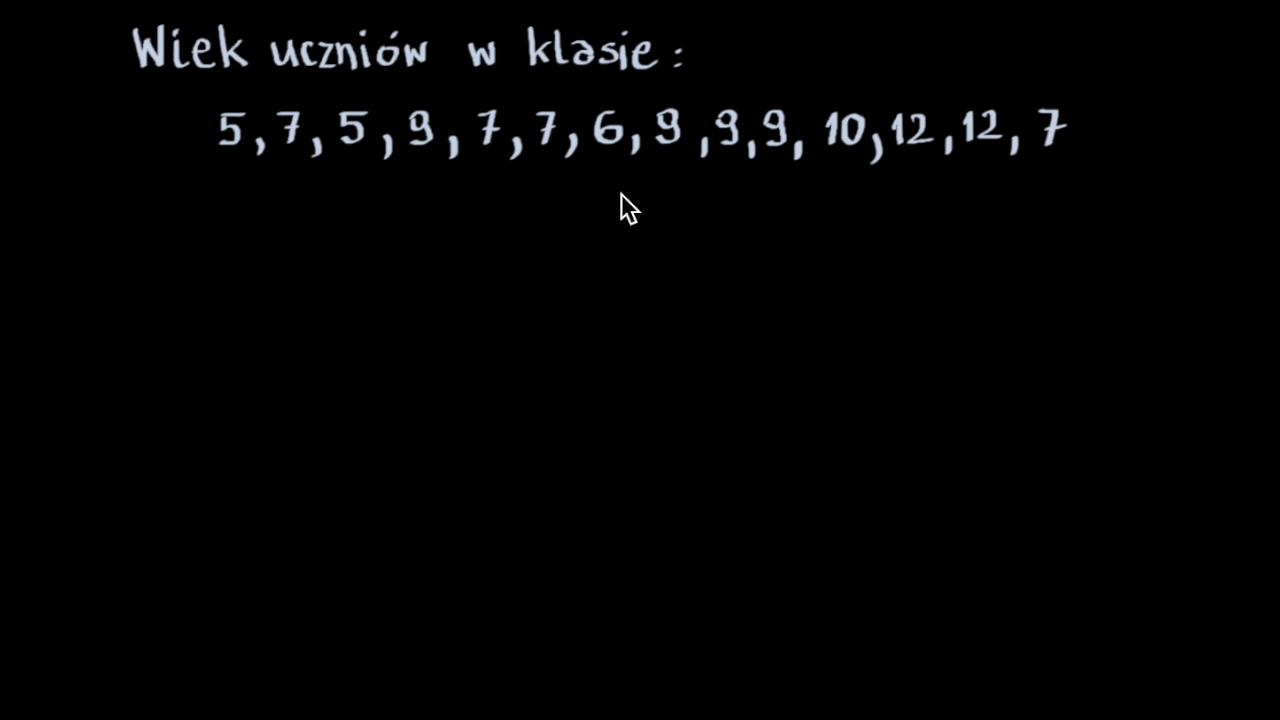 Wiek uczniów w klasie:
5, 7, 5, 9, 7, 7, 6, 9, 9, 9, 10, 12, 12, 7